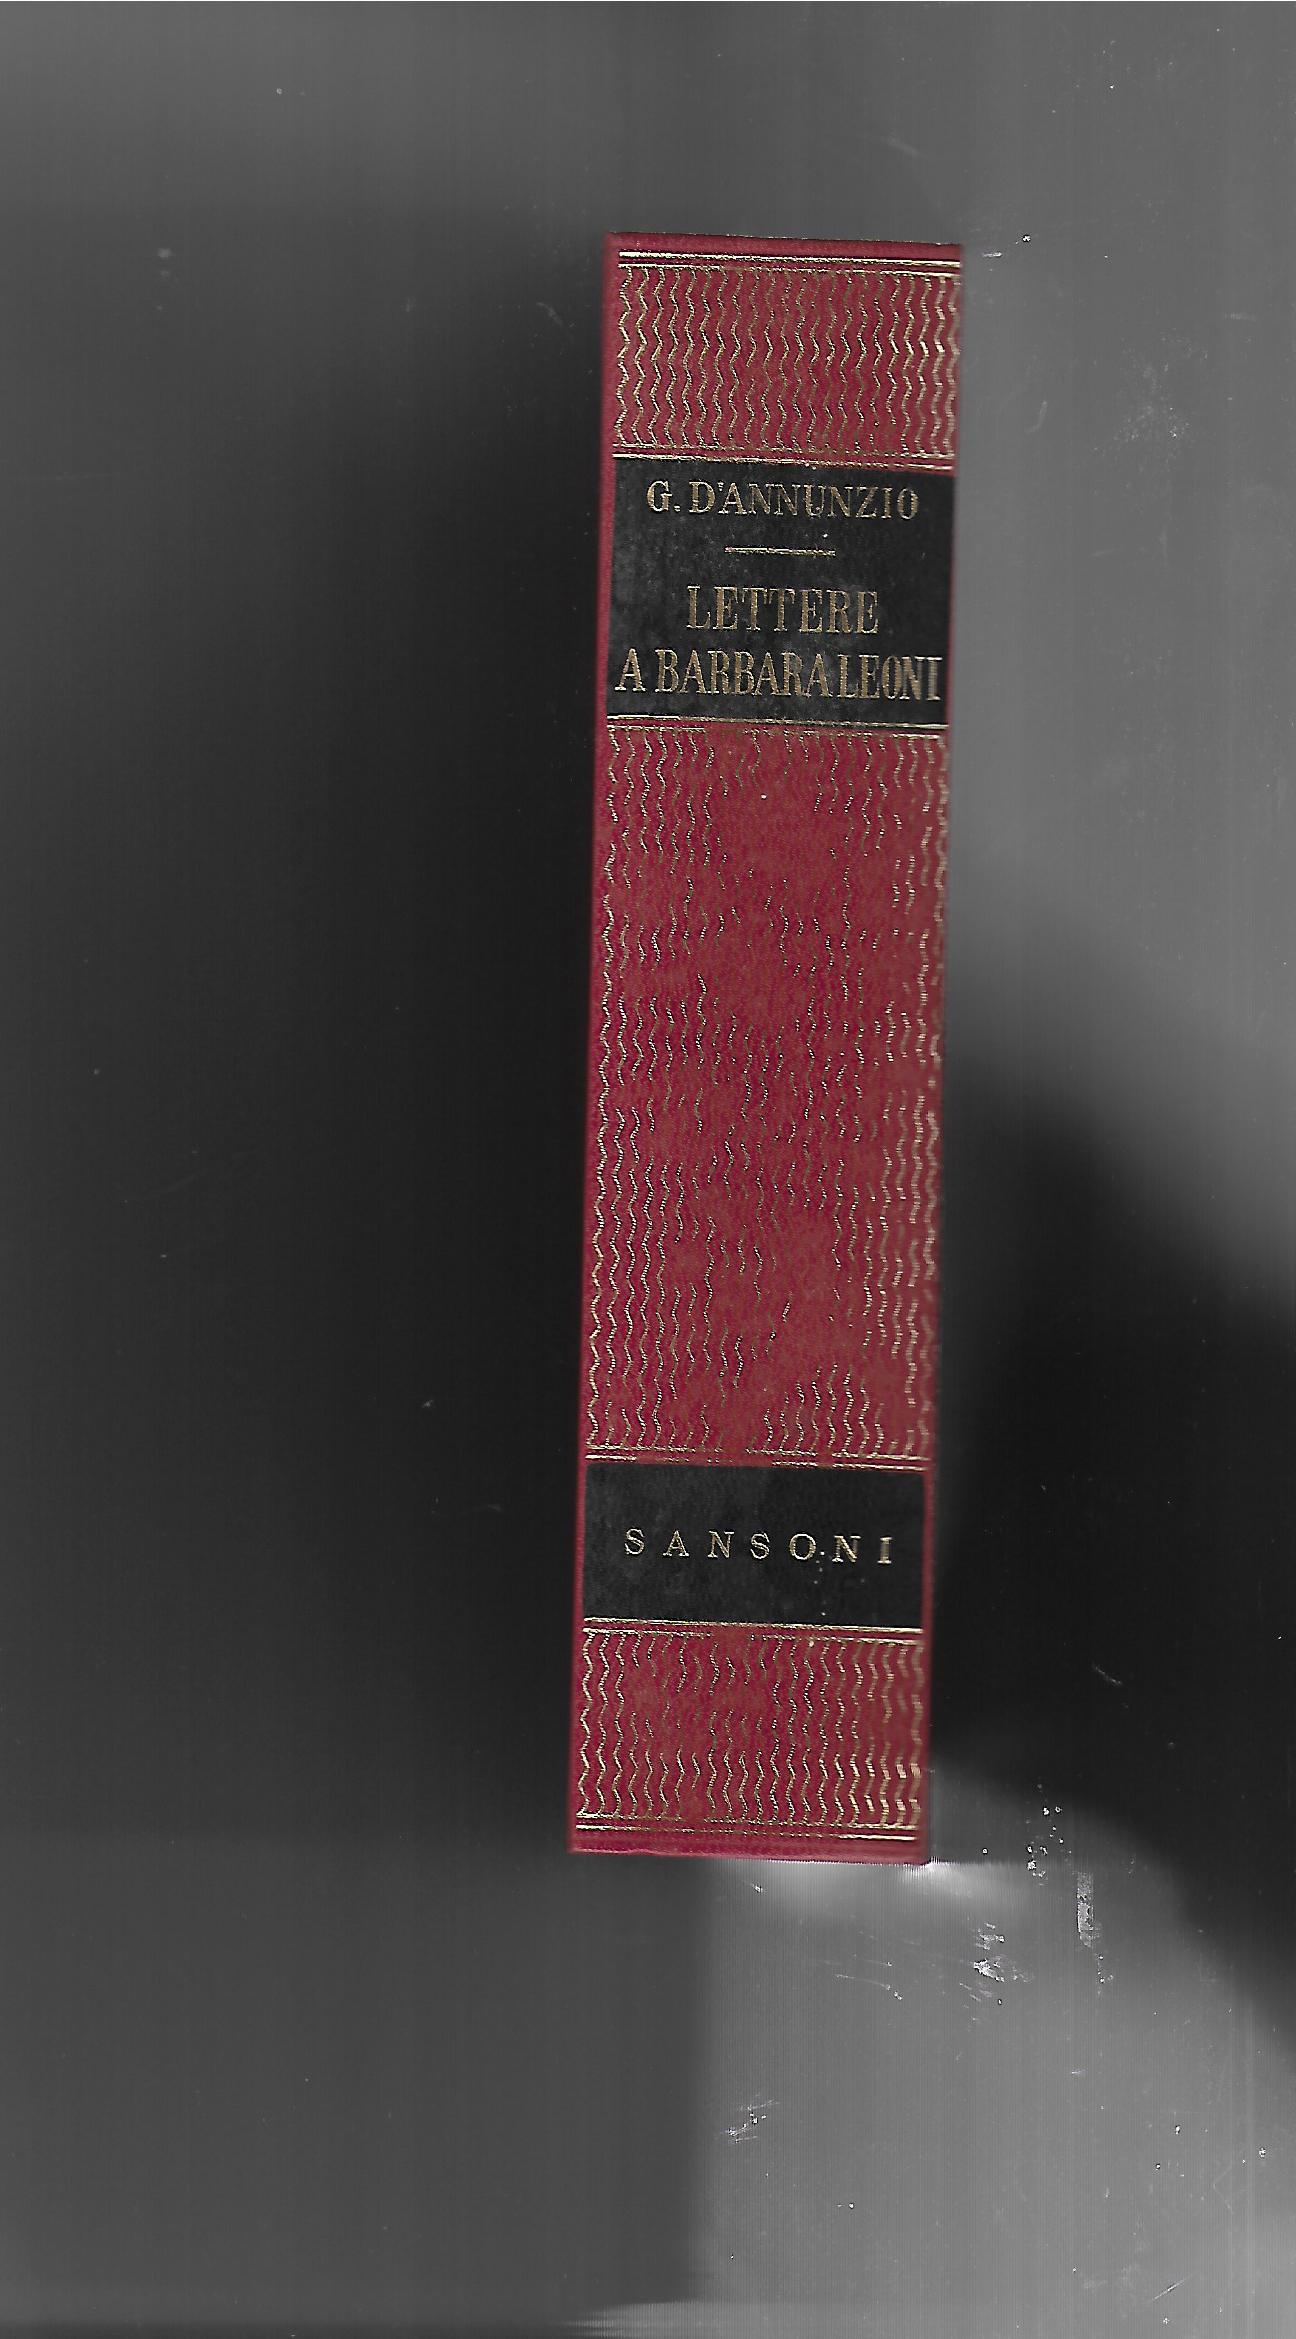 G. D'ANNUNZIO
LETTERE
A BARBARA LEONI
SANSONI